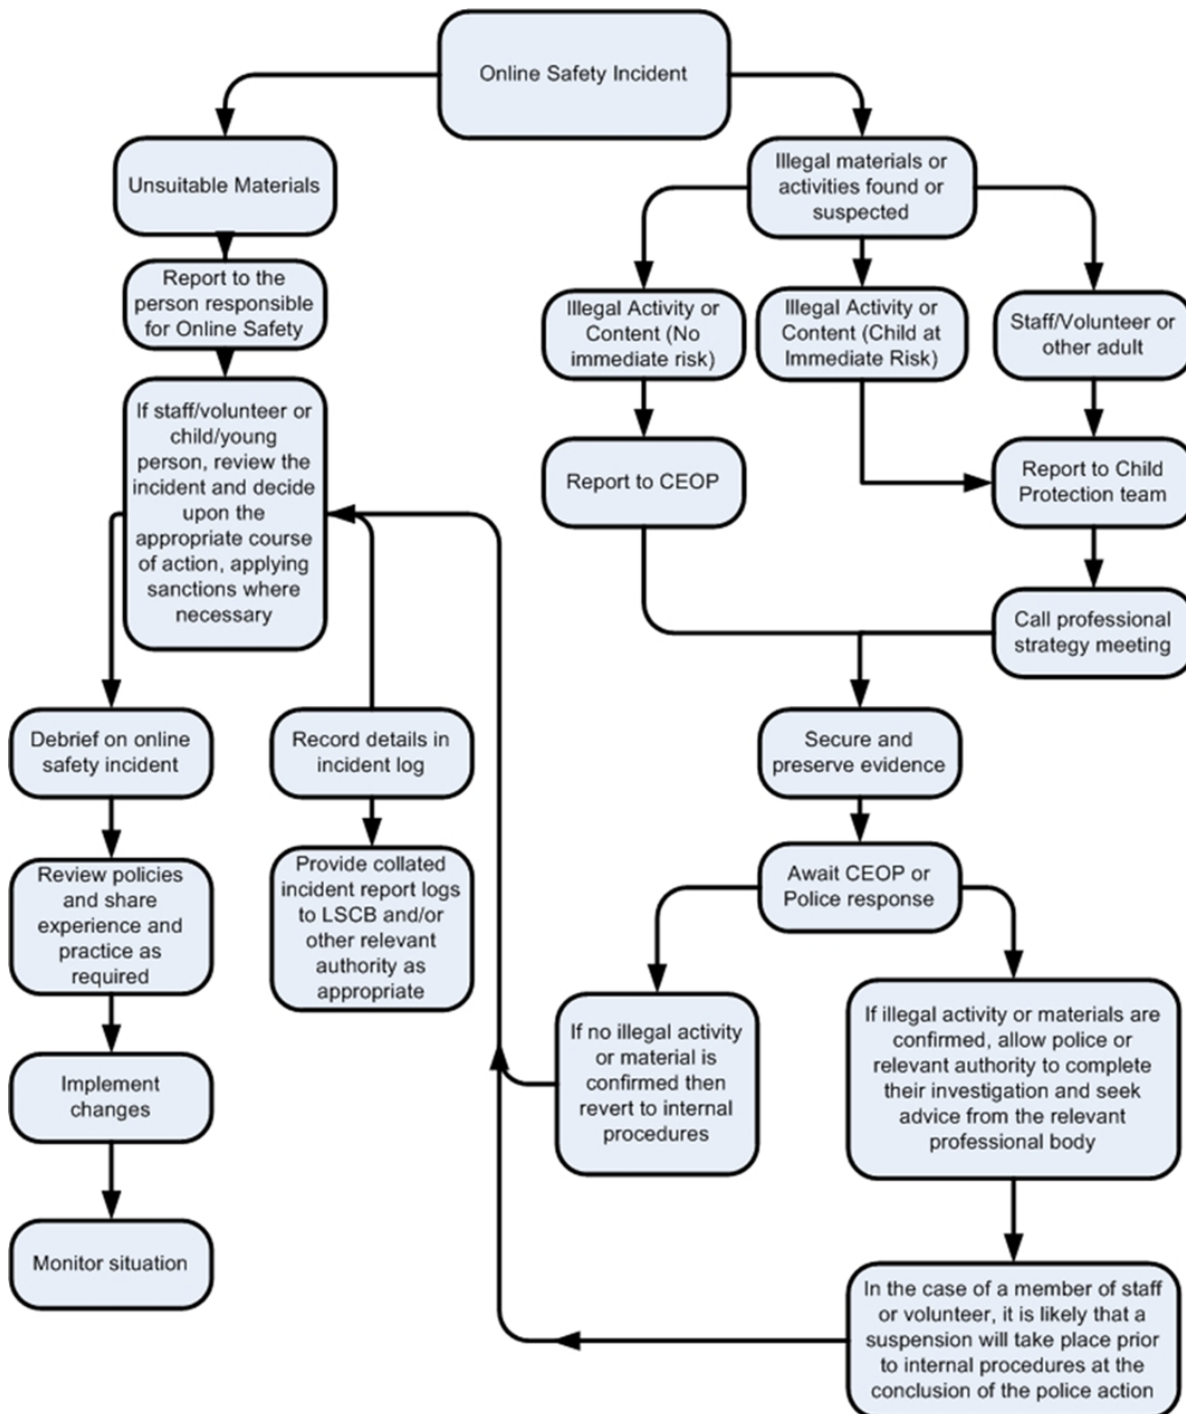 Online Safety Incident
Unsuitable Materials
Report to the
person responsible
for Online Safety
If staff/volunteer or
child/young
person, review the
incident and decide
upon the
appropriate course
of action, applying
sanctions where
necessary
Debrief on online
safety incident
Review policies
and share
experience and
practice as
required
Implement
changes
Monitor situation
Record details in
incident log
Provide collated
incident report logs
to LSCB and/or
other relevant
authority as
appropriate
Illegal materials or
activities found or
suspected
Illegal Activity or
Content (No
immediate risk)
Illegal Activity or
Content (Child at
Immediate Risk)
Staff/Volunteer or
other adult
Report to CEOP
Report to Child
Protection team
Call professional
strategy meeting
Secure and
preserve evidence
Await CEOP or
Police response
If no illegal activity
or material is
confirmed then
revert to internal
procedures
If illegal activity or materials are
confirmed, allow police or
relevant authority to complete
their investigation and seek
advice from the relevant
professional body
In the case of a member of staff
or volunteer, it is likely that a
suspension will take place prior
to internal procedures at the
conclusion of the police action